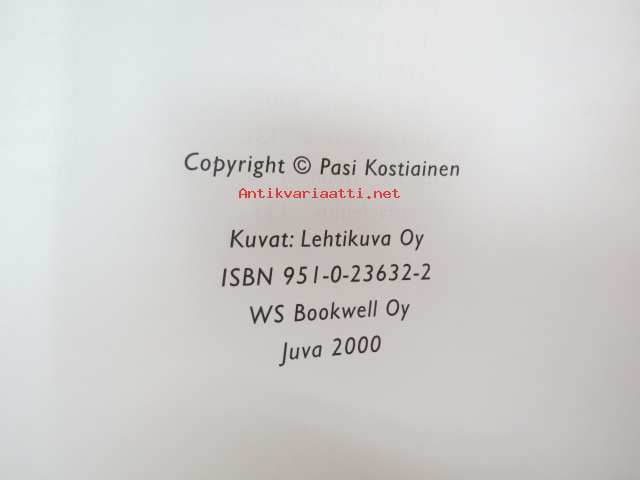 Copyright © Pasi Kostiainen
Antikvariaatti.net
Kuvat: Lehtikuva Oy
ISBN 951-0-23632-2
WS Bookwell Oy
Juva 2000